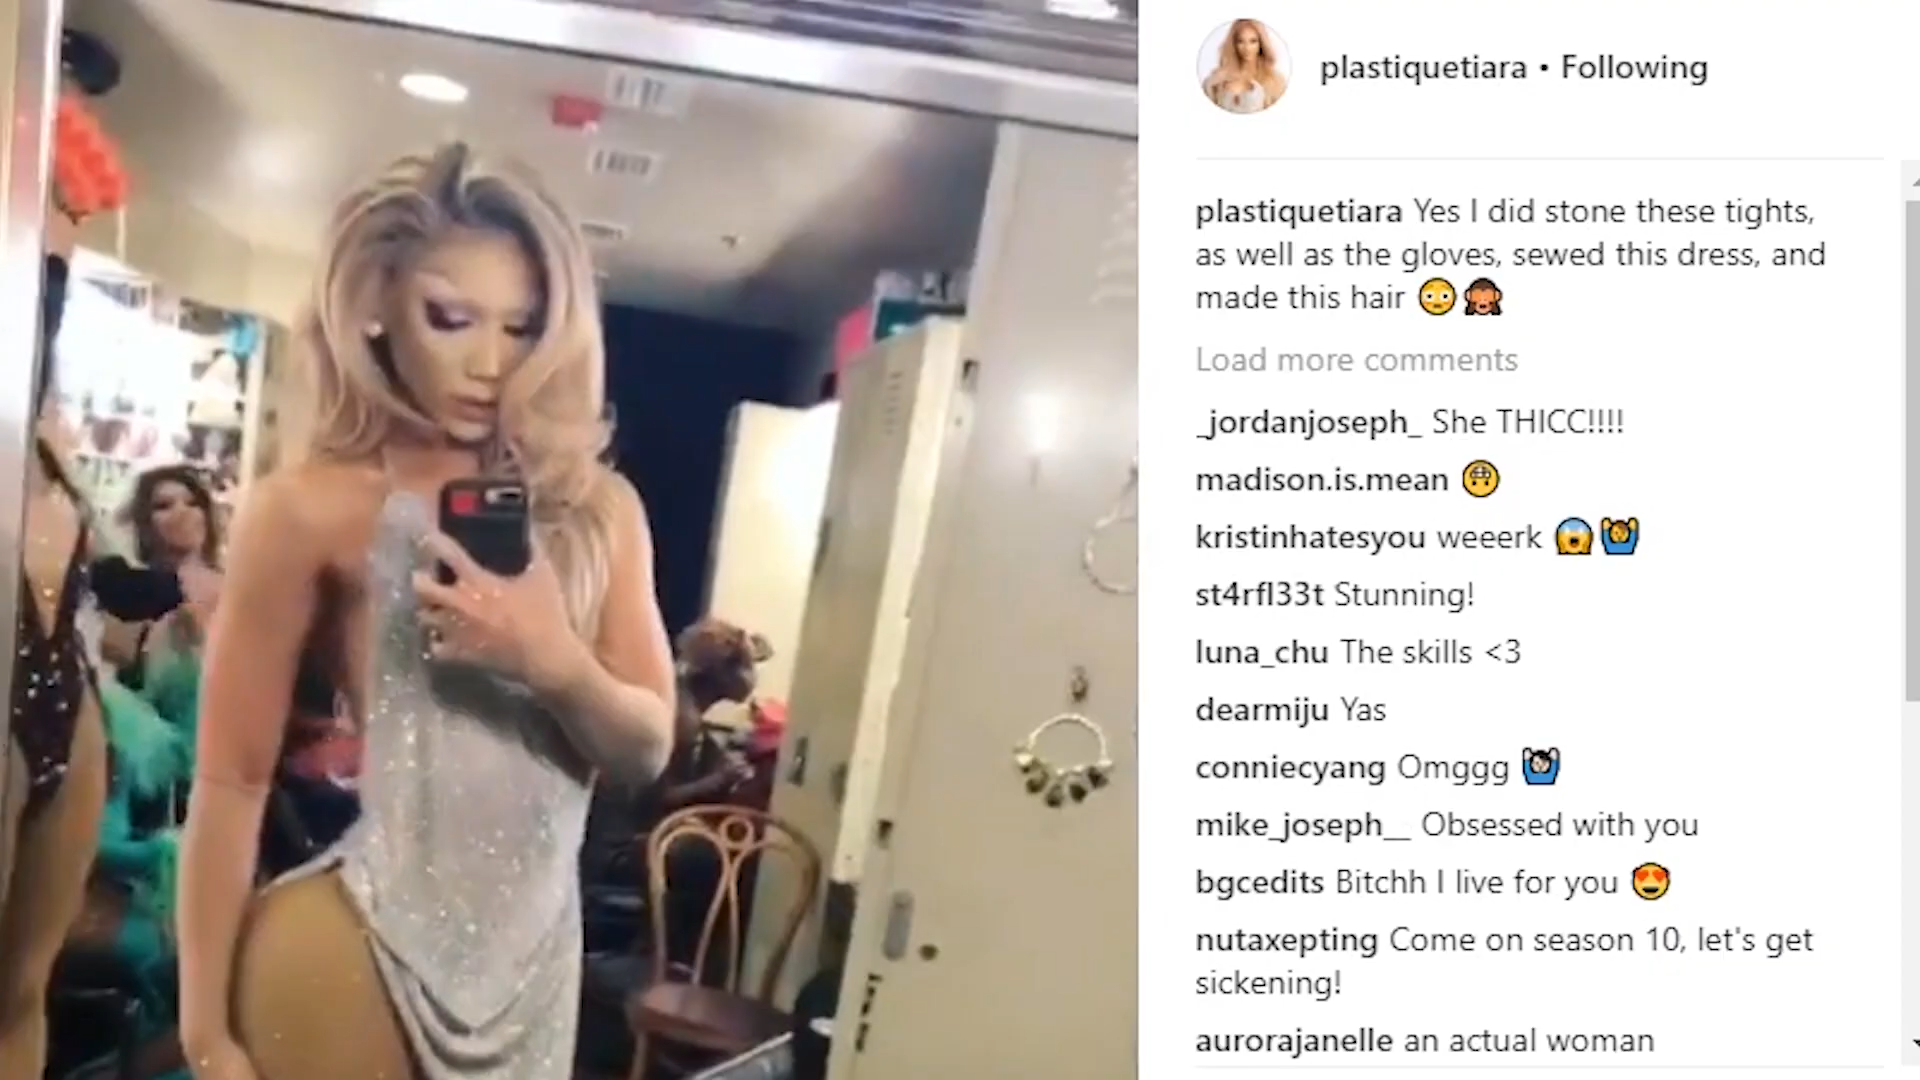 plastiquetiara • Following
plastiquetiara Yes I did stone these tights,
as well as the gloves, sewed this dress, and
made this hair 😳🙈
Load more comments
_jordanjoseph_ She THICC!!!!
madison.is.mean
kristinhatesyou weeerk 😱🙆
st4rfl33t Stunning!
luna_chu The skills <3
dearmiju Yas
conniecyang Omggg 🙆🏻
mike_joseph__ Obsessed with you
bgcedits Bitchh I live for you 😍
nutaxepting Come on season 10, let's get
sickening!
aurorajanelle an actual woman